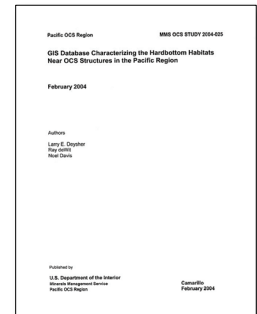 Pacific OCS Region MMS OCS STUDY 2004-025
GIS Database Characterizing the Hardbottom Habitats
Near OCS Structures in the Pacific Region
February 2004
Authors
Larry E. Deysher
Ray deWit
Noel Davis
Published by
U.S. Department of the Interior
Minerals Management Service
Pacific OCS Region
Camarillo
February 2004